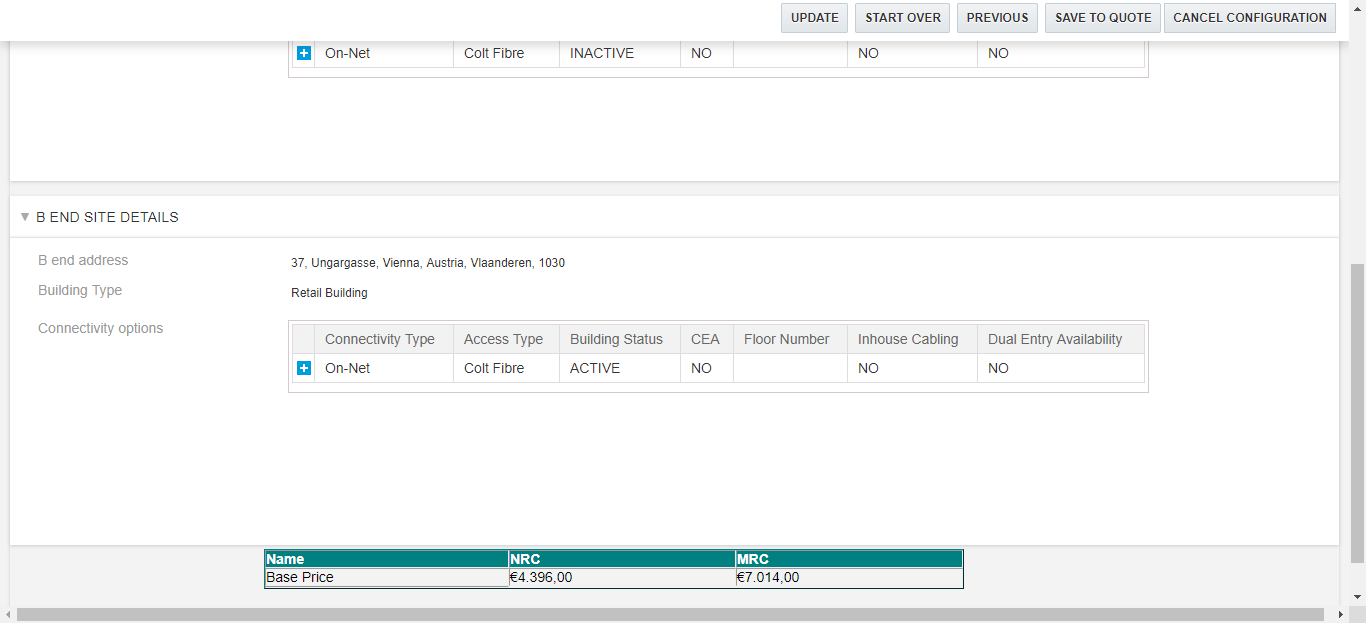 UPDATE START OVER PREVIOUS SAVE TO QUOTE CANCEL CONFIGURATION
On-Net Colt Fibre INACTIVE NO NO NO
B END SITE DETAILS
B end address 37, Ungargasse, Vienna, Austria, Vlaanderen, 1030
Building Type Retail Building
Connectivity options
Connectivity Type Access Type Building Status CEA Floor Number Inhouse Cabling Dual Entry Availability
On-Net Colt Fibre ACTIVE NO NO NO
Name NRC MRC
Base Price €4.396,00 €7.014,00